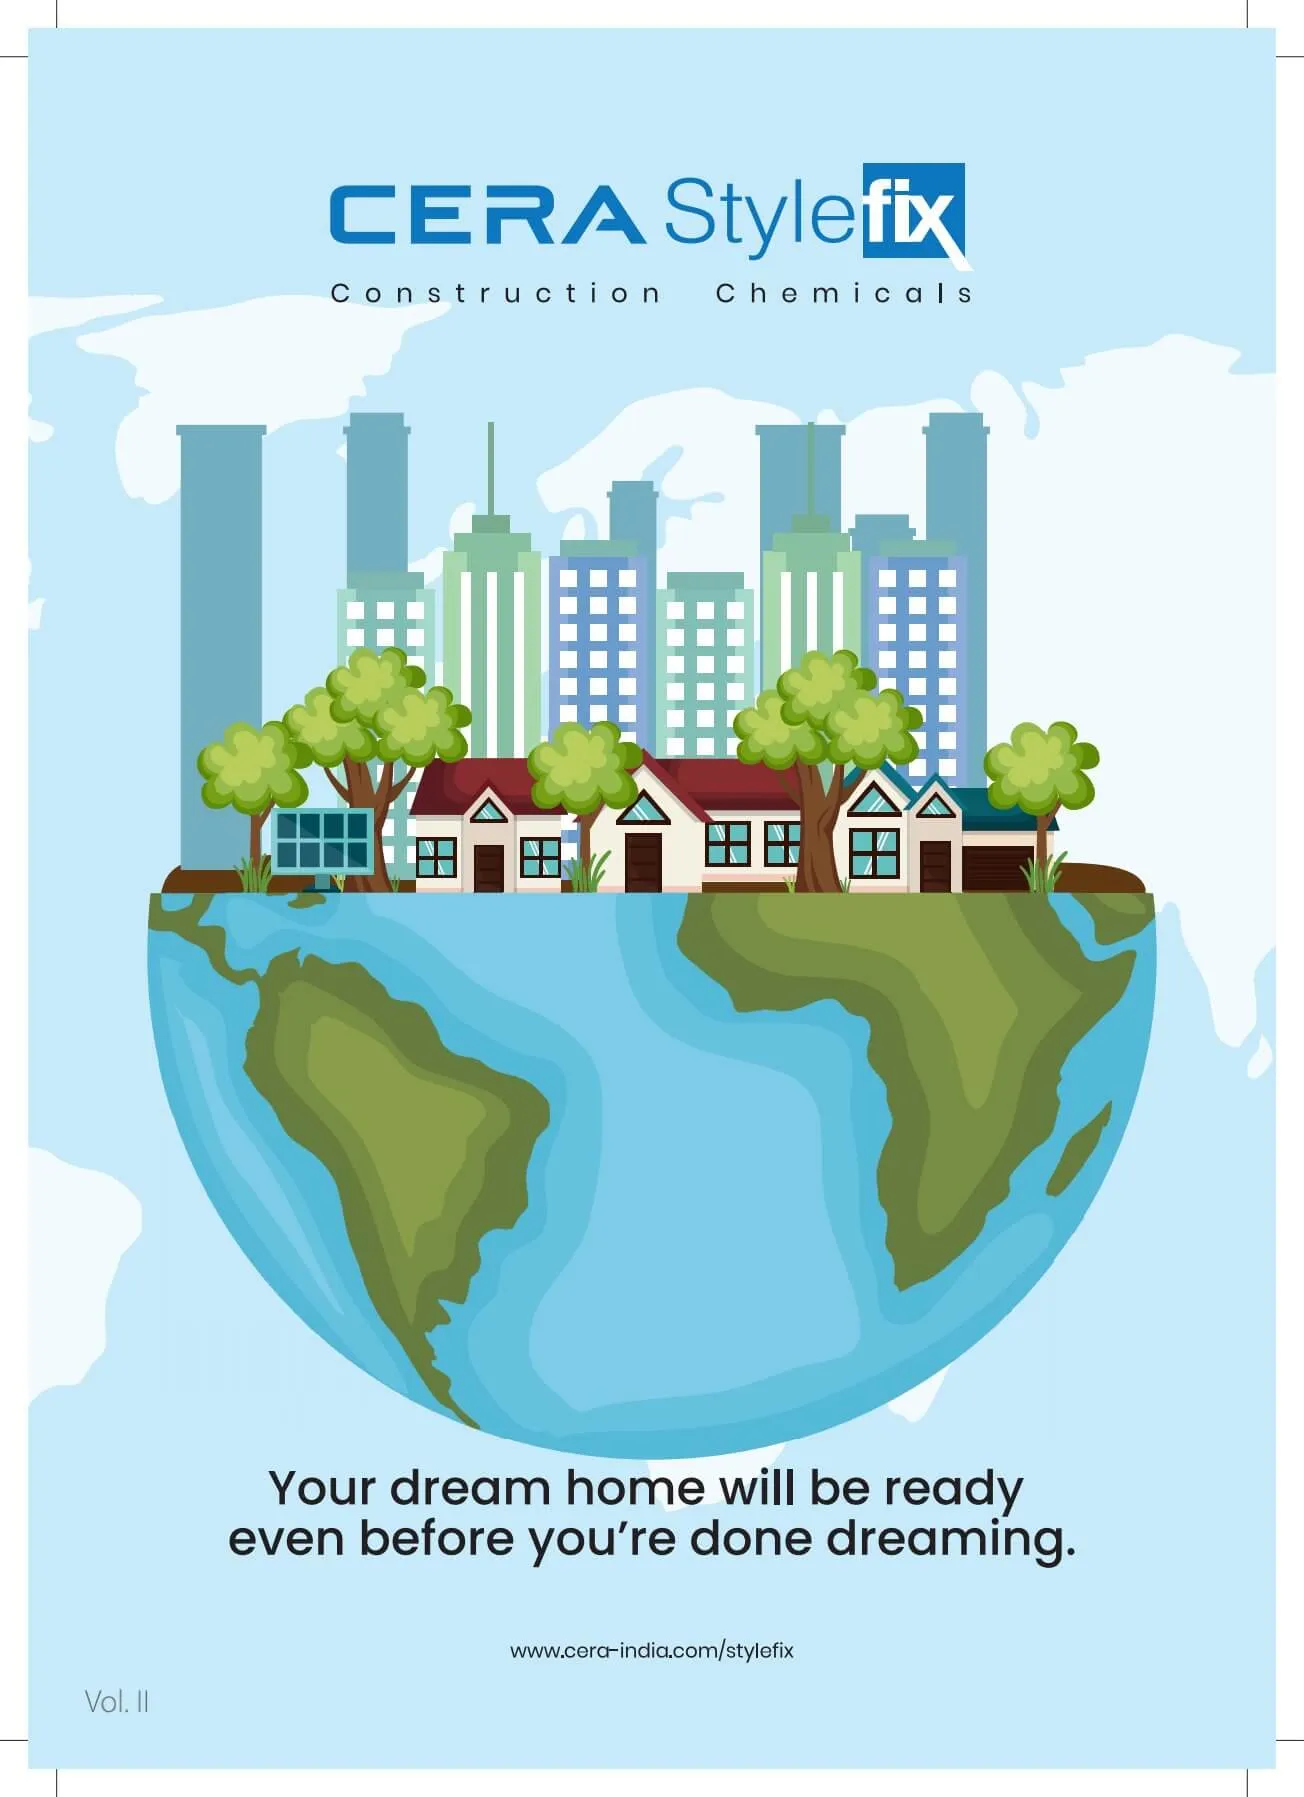 CERA Stylefix
Construction Chemicals
Your dream home will be ready
even before you’re done dreaming.
www.cera-india.com/stylefix
Vol. II